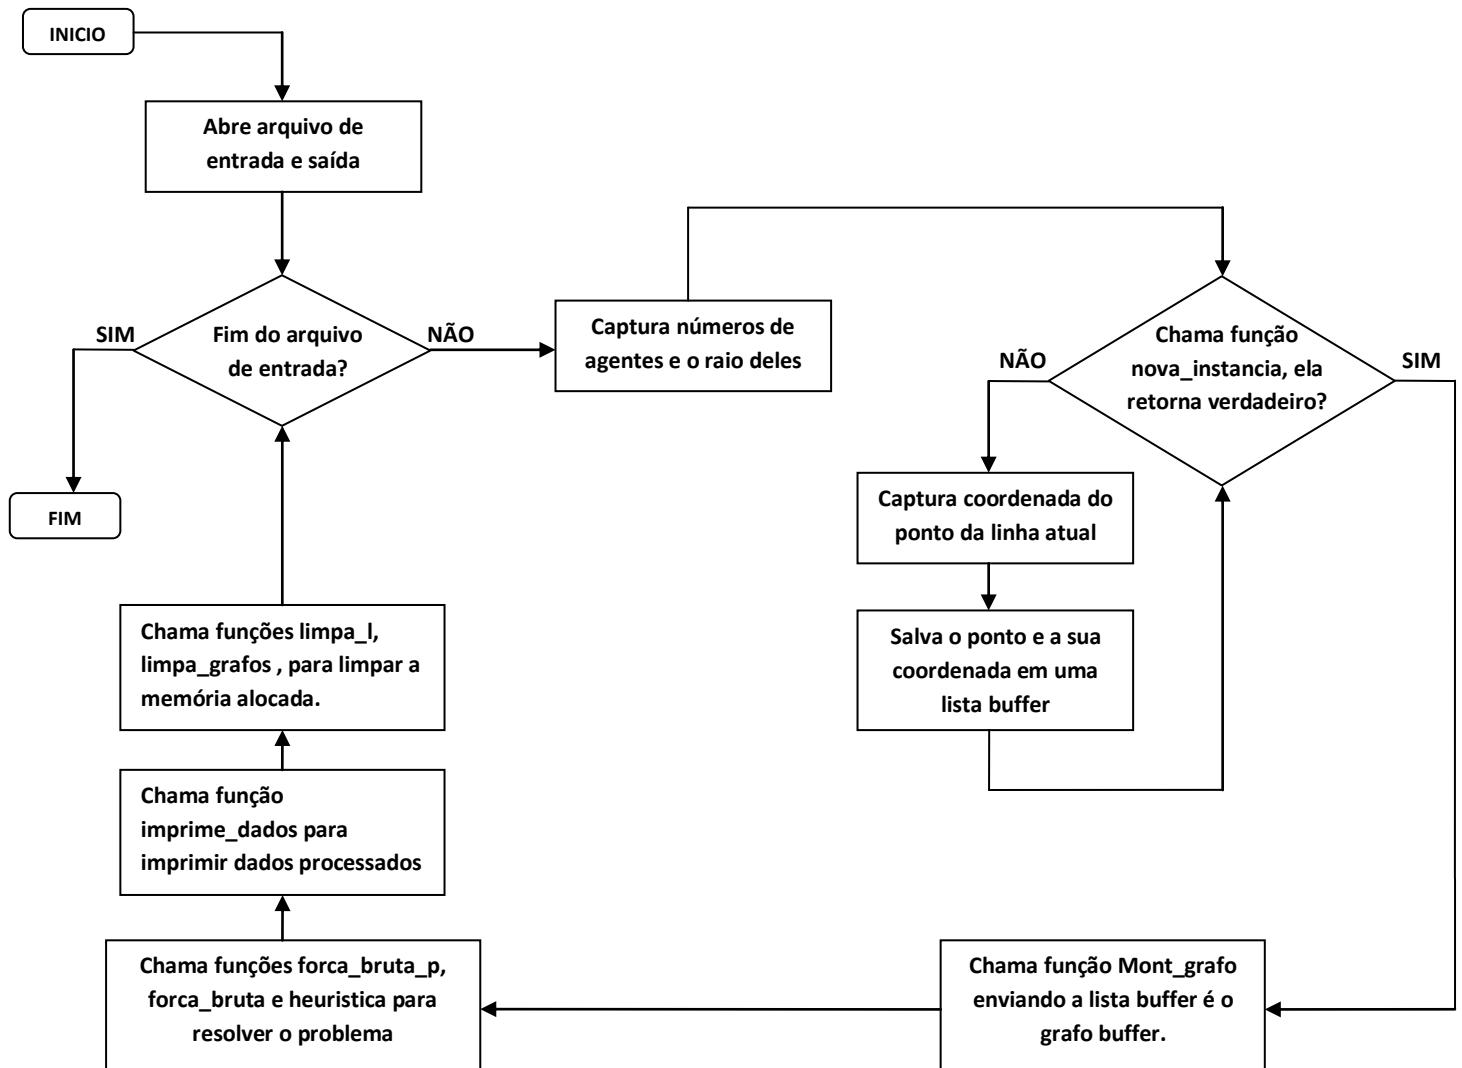 INICIO
Abre arquivo de
entrada e saída
SIM
Fim do arquivo
de entrada?
NÃO
Captura números de
agentes e o raio deles
NÃO
Chama função
nova_instancia, ela
retorna verdadeiro?
SIM
FIM
Captura coordenada do
ponto da linha atual
Salva o ponto e a sua
coordenada em uma
lista buffer
Chama funções limpa_l,
limpa_grafos , para limpar a
memória alocada.
Chama função
imprime_dados para
imprimir dados processados
Chama funções forca_bruta_p,
forca_bruta e heuristica para
resolver o problema
Chama função Mont_grafo
enviando a lista buffer é o
grafo buffer.